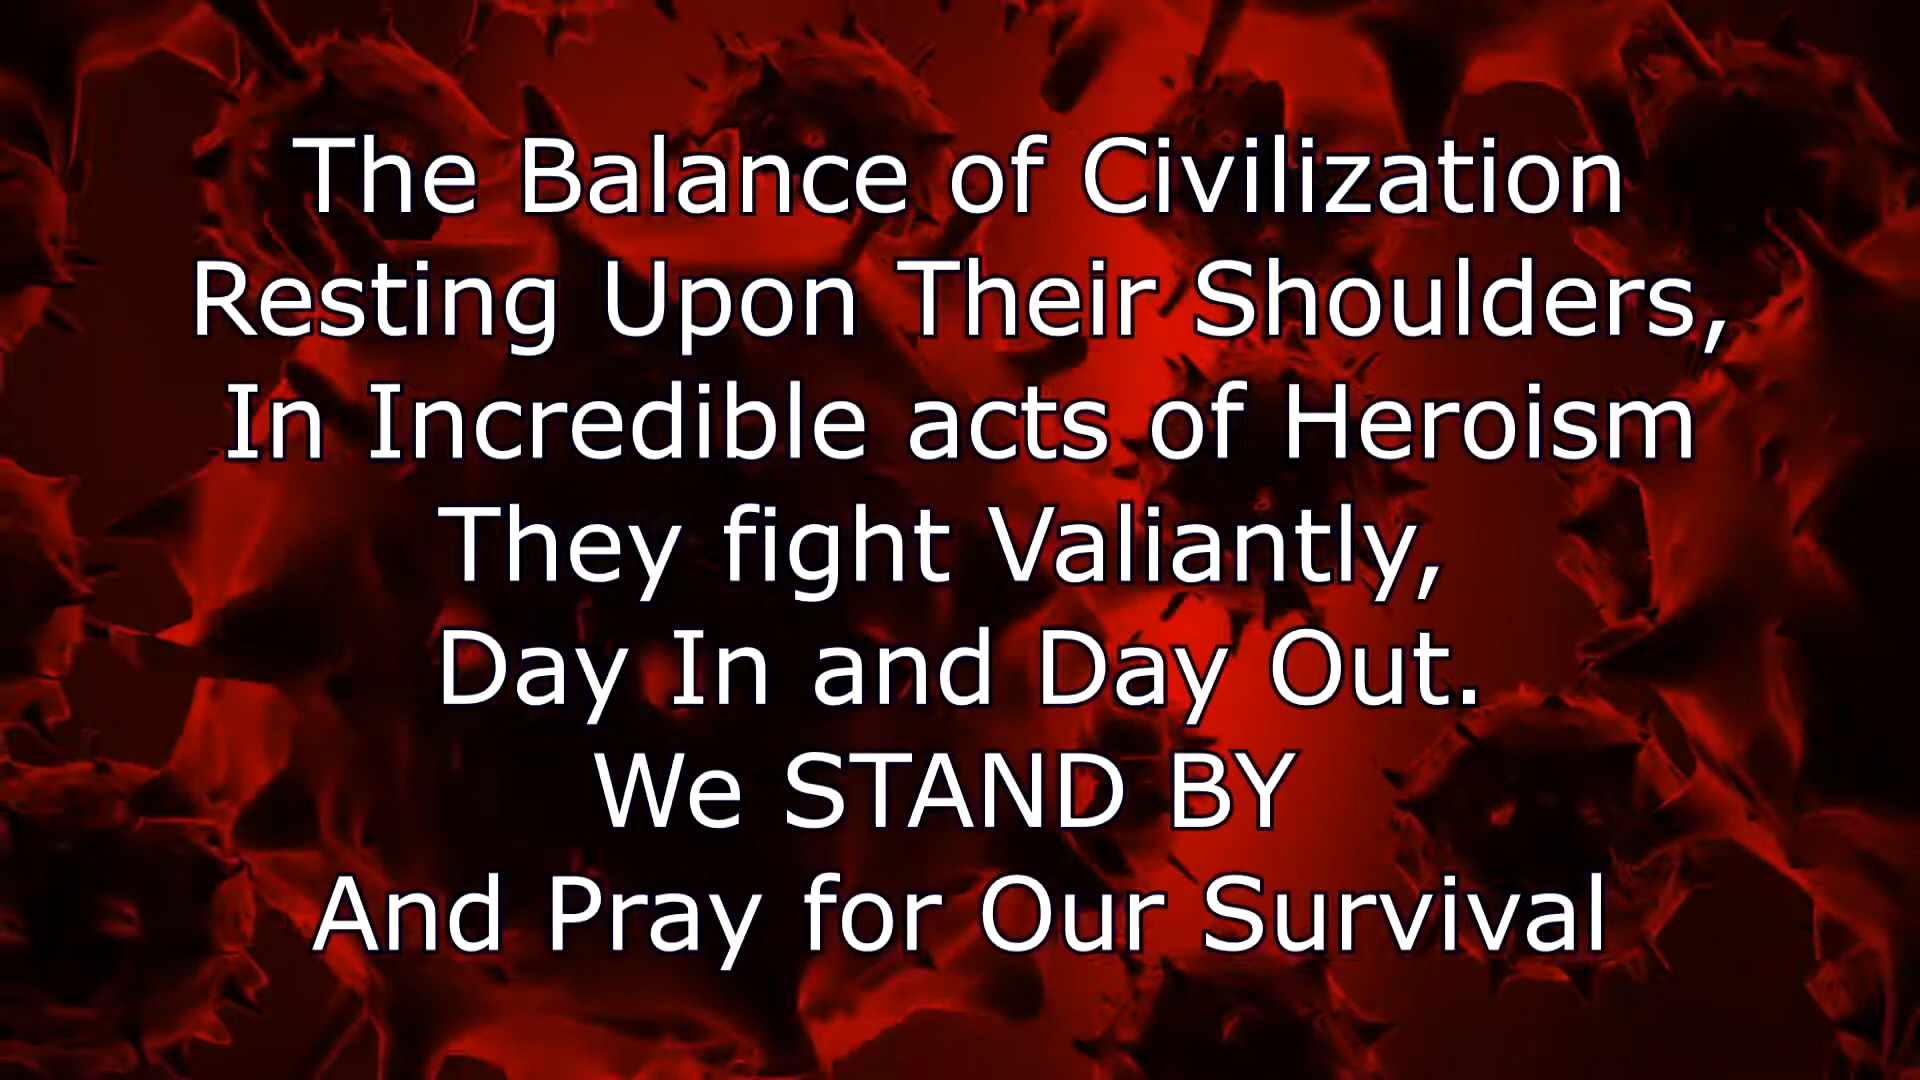 The Balance of Civilization
Resting Upon Their Shoulders,
In Incredible acts of Heroism
They fight Valiantly,
Day In and Day Out.
We STAND BY
And Pray for Our Survival